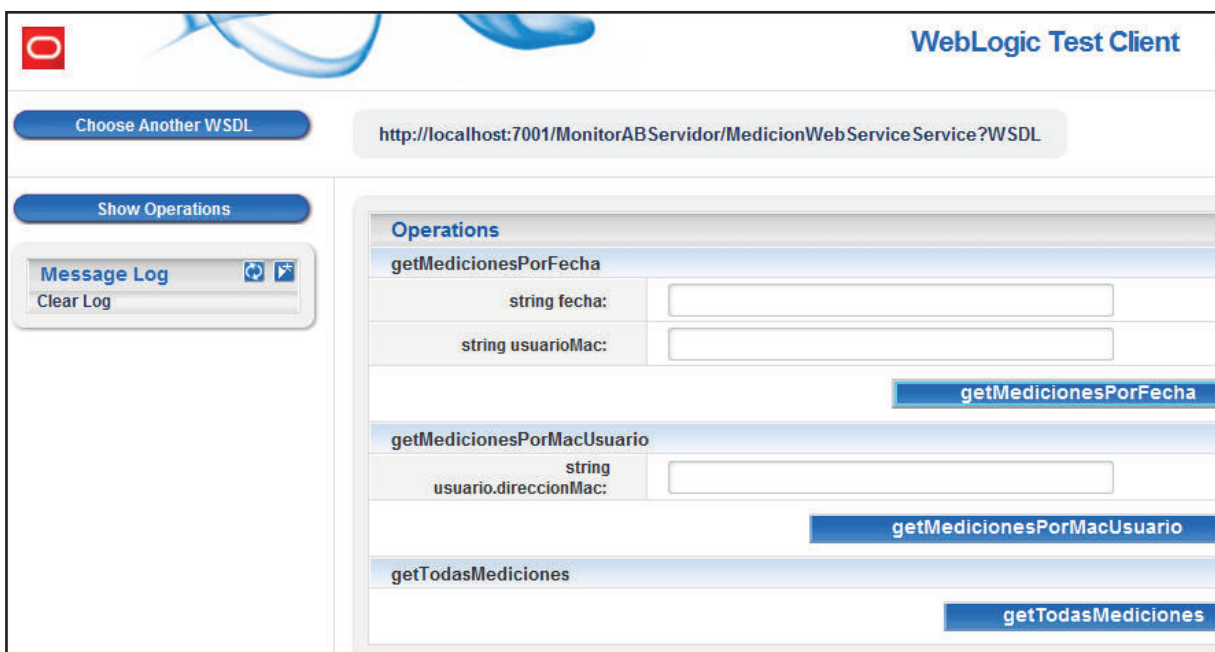 WebLogic Test Client
Choose Another WSDL
http://localhost:7001/MonitorABServidor/MedicionWebServiceService?WSDL
Show Operations
Message Log
Clear Log
Operations
getMedicionesPorFecha
string fecha:
string usuarioMac:
getMedicionesPorFecha
getMedicionesPorMacUsuario
string
usuario.direccionMac:
getMedicionesPorMacUsuario
getTodasMediciones
getTodasMediciones